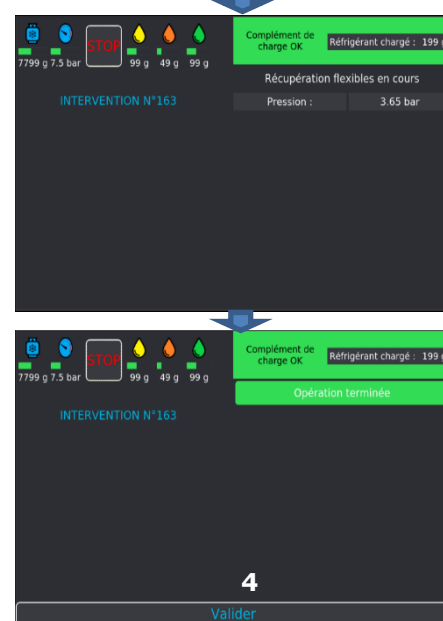 Complément de
charge OK
Réfrigérant chargé : 199 g
STOP
7799 g 7.5 bar 99 g 49 g 99 g
Récupération flexibles en cours
INTERVENTION N°163
Pression : 3.65 bar
Complément de
charge OK
Réfrigérant chargé : 199 g
STOP
7799 g 7.5 bar 99 g 49 g 99 g
Opération terminée
INTERVENTION N°163
4
Valider